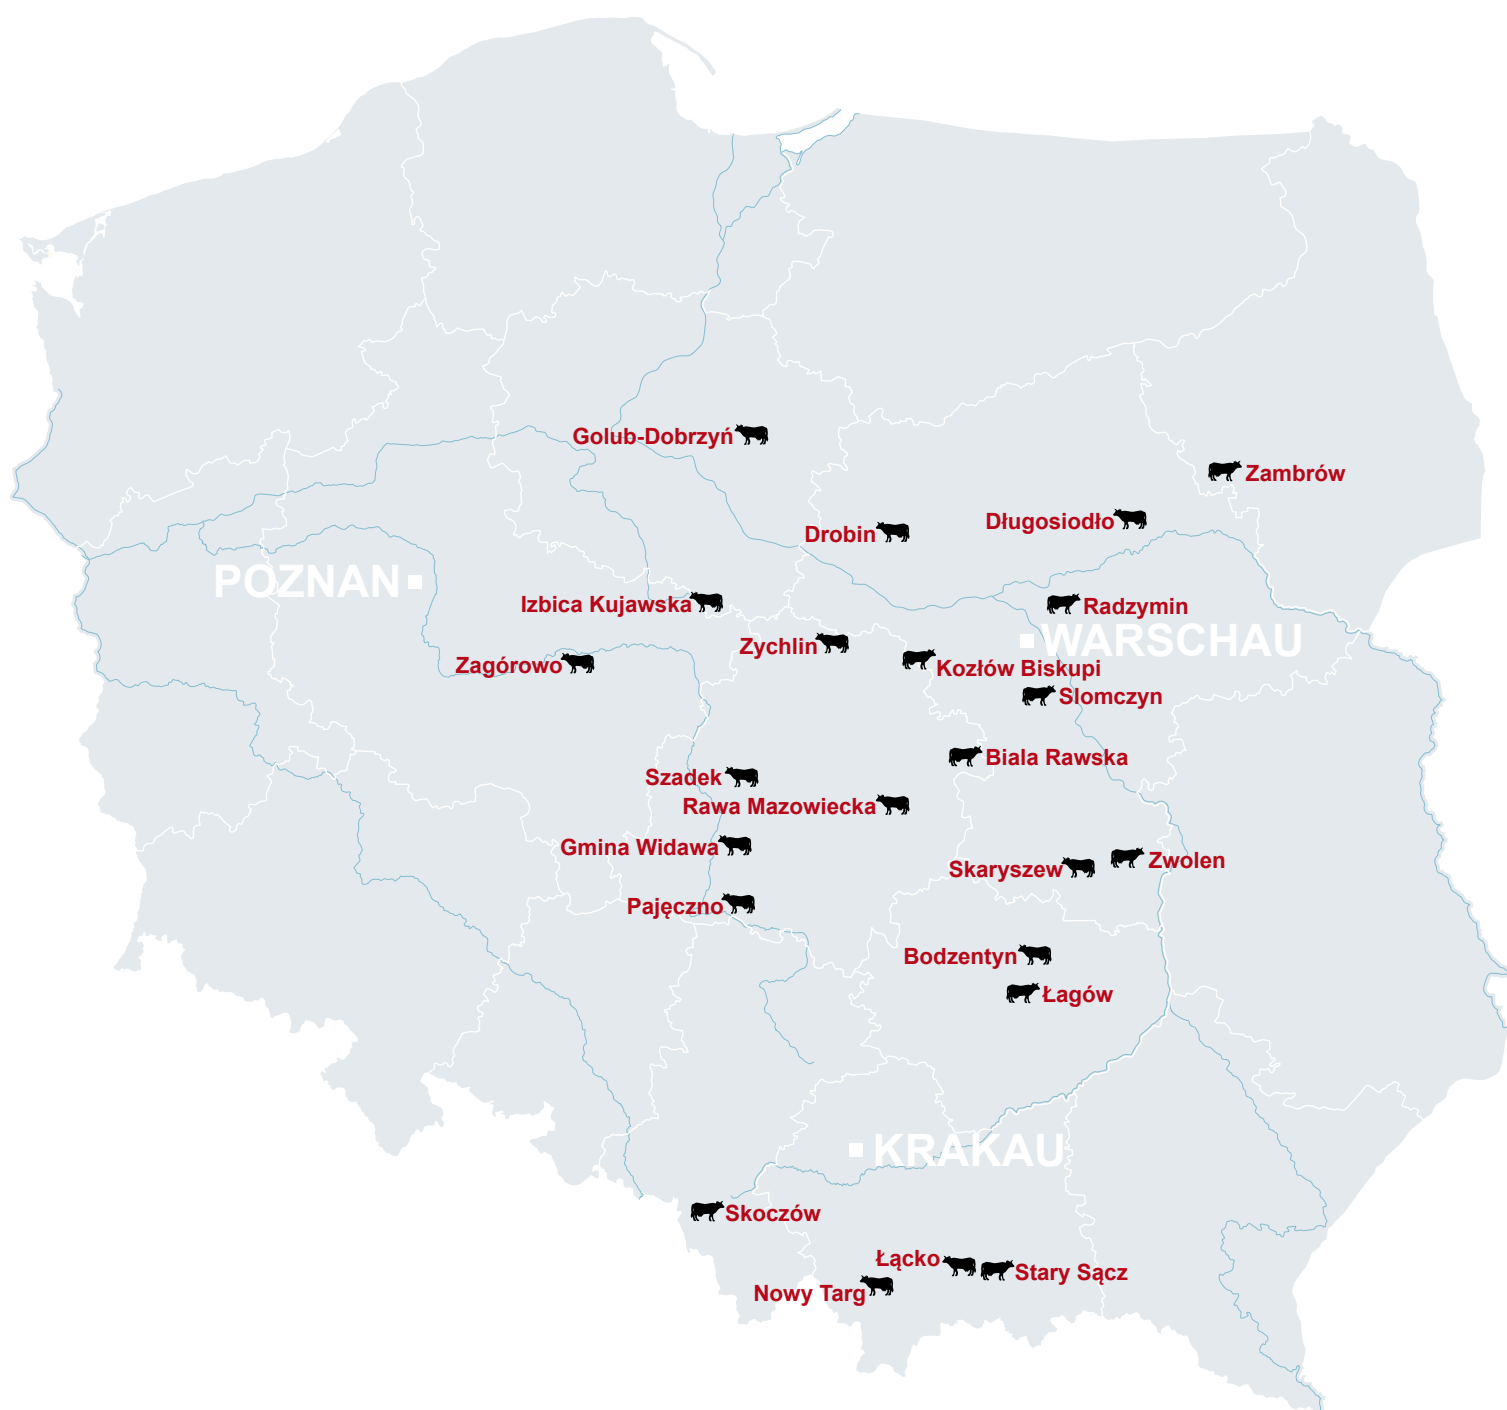 Golub-Dobrzyń
Zambrów
Długosiodło
Drobin
POZNAN
Izbica Kujawska
Radzymin
WARSCHAU
Zychlin
Zagórowo
Kozłów Biskupi
Slomczyn
Biala Rawska
Szadek
Rawa Mazowiecka
Gmina Widawa
Zwolen
Skaryszew
Pajęczno
Bodzentyn
Łagów
KRAKAU
Skoczów
Łącko
Stary Sącz
Nowy Targ